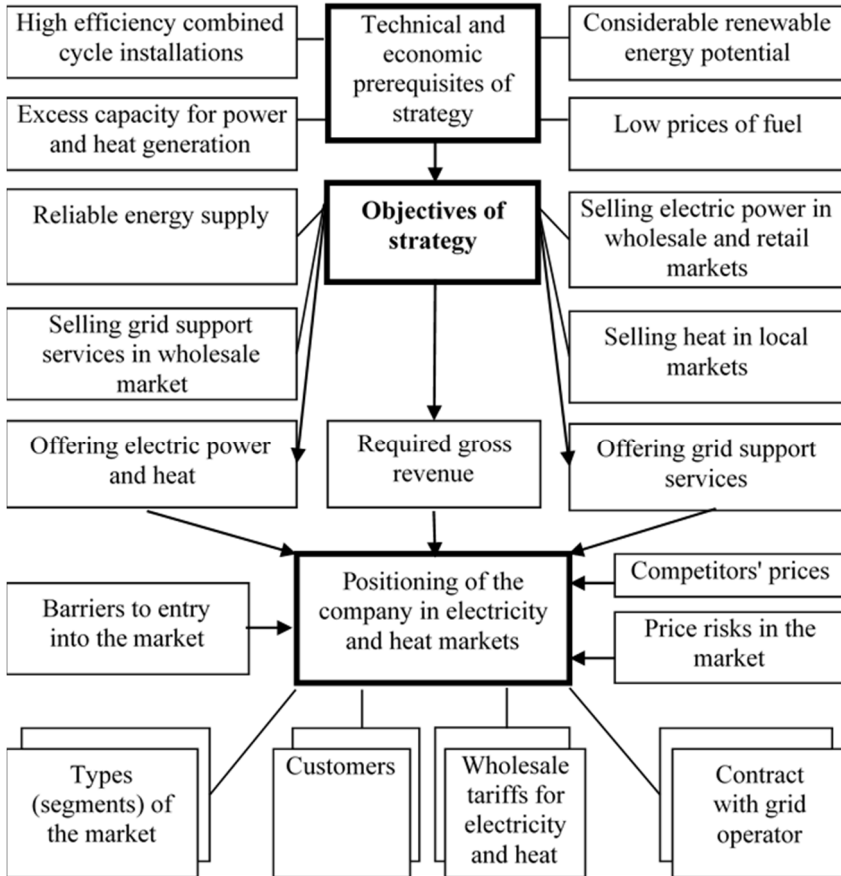 High efficiency combined
cycle installations
Technical and
economic
prerequisites of
strategy
Considerable renewable
energy potential
Excess capacity for power
and heat generation
Low prices of fuel
Reliable energy supply
Objectives of
strategy
Selling electric power in
wholesale and retail
markets
Selling grid support
services in wholesale
market
Selling heat in local
markets
Offering electric power
and heat
Required gross
revenue
Offering grid support
services
Positioning of the
company in electricity
and heat markets
Competitors' prices
Barriers to entry
into the market
Price risks in the
market
Types
(segments) of
the market
Customers
Wholesale
tariffs for
electricity
and heat
Contract
with grid
operator